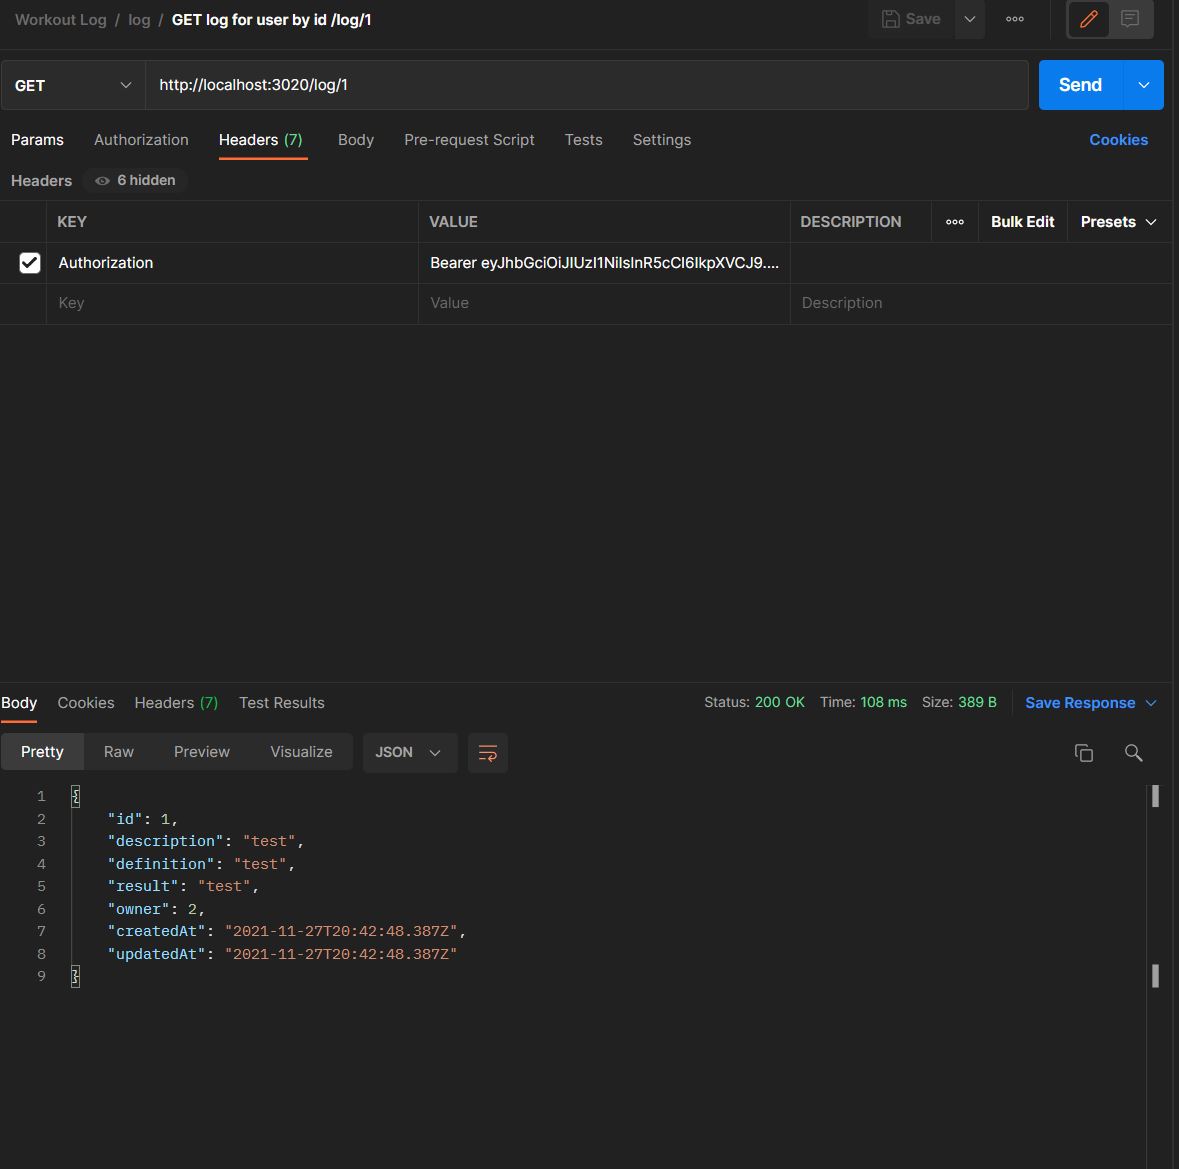 Workout Log / log / GET log for user by id /log/1
Save
GET http://localhost:3020/log/1 Send
Params Authorization Headers (7) Body Pre-request Script Tests Settings Cookies
Headers 6 hidden
KEY VALUE DESCRIPTION ooo Bulk Edit Presets
Authorization Bearer eyJhbGciOiJIUzI1NiIsInR5cCI6IkpXVCJ9....
Key Value Description
Body Cookies Headers (7) Test Results Status: 200 OK Time: 108 ms Size: 389 B Save Response
Pretty Raw Preview Visualize JSON
1 {
2 "id": 1,
3 "description": "test",
4 "definition": "test",
5 "result": "test",
6 "owner": 2,
7 "createdAt": "2021-11-27T20:42:48.387Z",
8 "updatedAt": "2021-11-27T20:42:48.387Z"
9 }